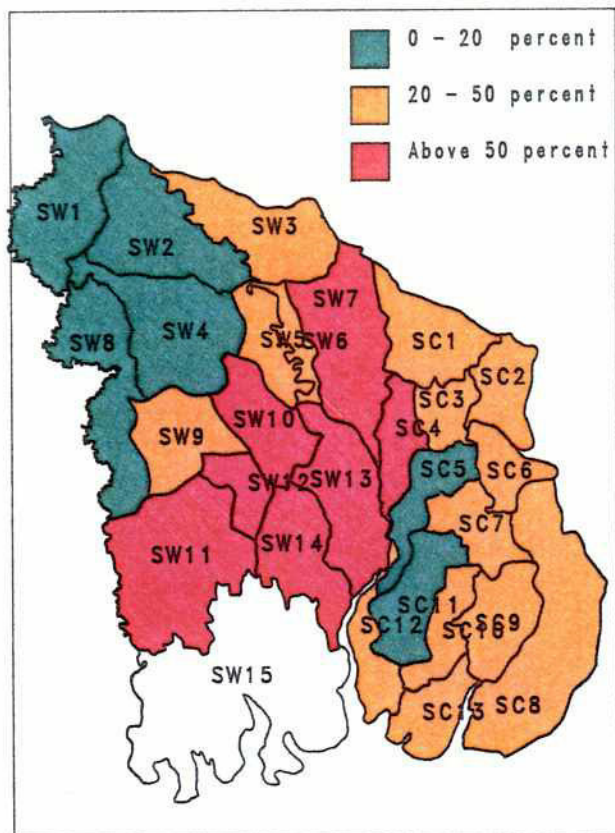 0 - 20 percent
20 - 50 percent
Above 50 percent
SW1
SW2
SW3
SW7
SW8
SW4
SW5
SW6
SC1
SC2
SC3
SW10
SC4
SW9
SC5
SC6
SW12
SW13
SC7
SW11
SW14
SC11
SC12
SC10
SC9
SW15
SC13
SC8